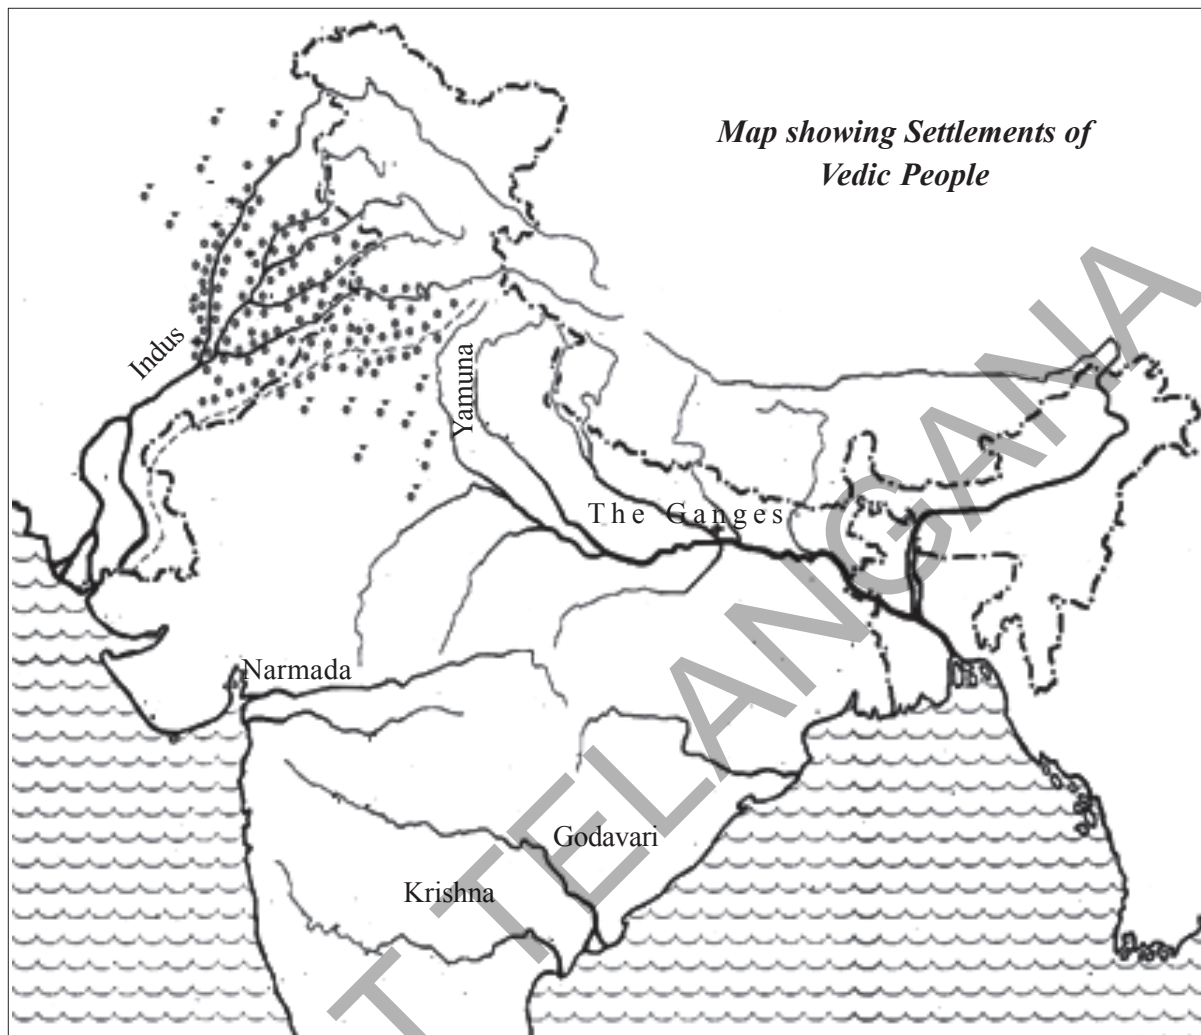 Map showing Settlements of
Vedic People
Indus
Yamuna
The Ganges
Narmada
Godavari
Krishna
T TELANGANA